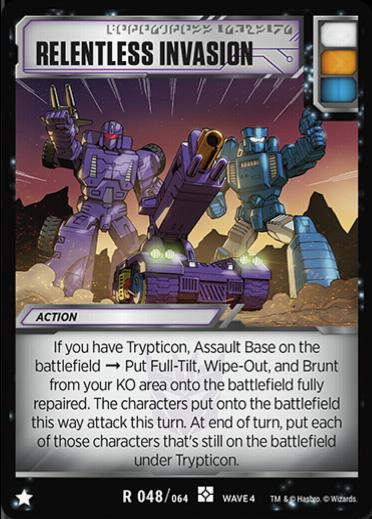 RELENTLESS INVASION
ACTION
If you have Trypticon, Assault Base on the
battlefield → Put Full-Tilt, Wipe-Out, and Brunt
from your KO area onto the battlefield fully
repaired. The characters put onto the battlefield
this way attack this turn. At end of turn, put each
of those characters that's still on the battlefield
under Trypticon.
R 048/064 WAVE 4 TM & © Hasbro. © Wizards.